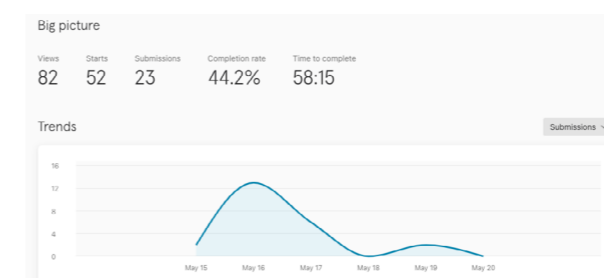 Big picture
Views Starts Submissions Completion rate Time to complete
82 52 23 44.2% 58:15
Trends
Submissions
16
12
8
4
0
May 15 May 16 May 17 May 18 May 19 May 20